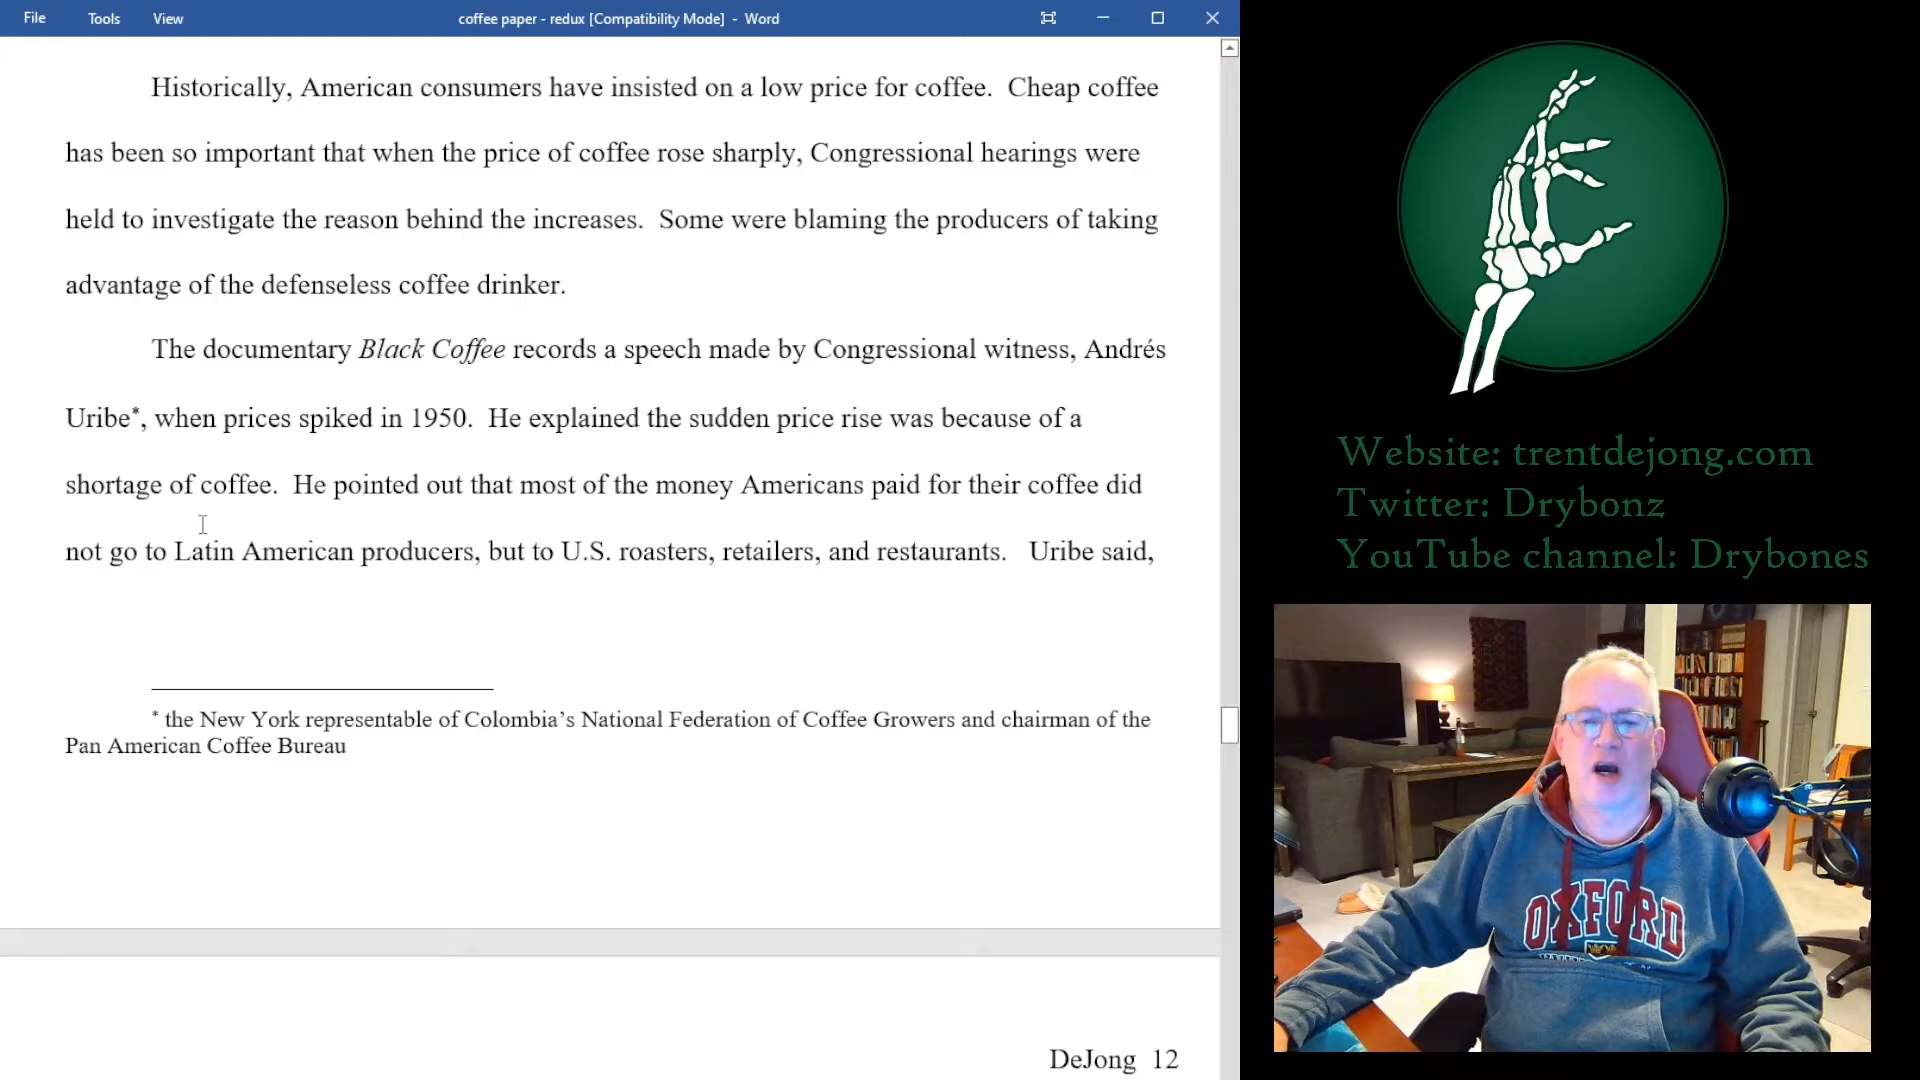 File Tools View coffee paper - redux [Compatibility Mode] - Word
Historically, American consumers have insisted on a low price for coffee. Cheap coffee
has been so important that when the price of coffee rose sharply, Congressional hearings were
held to investigate the reason behind the increases. Some were blaming the producers of taking
advantage of the defenseless coffee drinker.
The documentary Black Coffee records a speech made by Congressional witness, Andrés
Uribe*, when prices spiked in 1950. He explained the sudden price rise was because of a
shortage of coffee. He pointed out that most of the money Americans paid for their coffee did
not go to Latin American producers, but to U.S. roasters, retailers, and restaurants. Uribe said,
* the New York representable of Colombia's National Federation of Coffee Growers and chairman of the
Pan American Coffee Bureau
DeJong 12
Website: trentdejong.com
Twitter: Drybonz
YouTube channel: Drybones
OXFORD